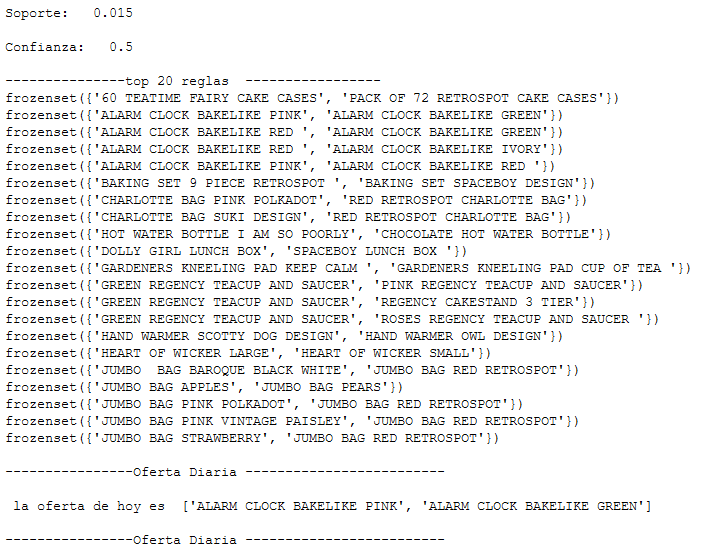 Soporte:   0.015
Confianza:   0.5
---------------top 20 reglas  -----------------
frozenset({'60 TEATIME FAIRY CAKE CASES', 'PACK OF 72 RETROSPOT CAKE CASES'})
frozenset({'ALARM CLOCK BAKELIKE PINK', 'ALARM CLOCK BAKELIKE GREEN'})
frozenset({'ALARM CLOCK BAKELIKE RED ', 'ALARM CLOCK BAKELIKE GREEN'})
frozenset({'ALARM CLOCK BAKELIKE RED ', 'ALARM CLOCK BAKELIKE IVORY'})
frozenset({'ALARM CLOCK BAKELIKE PINK', 'ALARM CLOCK BAKELIKE RED '})
frozenset({'BAKING SET 9 PIECE RETROSPOT ', 'BAKING SET SPACEBOY DESIGN'})
frozenset({'CHARLOTTE BAG PINK POLKADOT', 'RED RETROSPOT CHARLOTTE BAG'})
frozenset({'CHARLOTTE BAG SUKI DESIGN', 'RED RETROSPOT CHARLOTTE BAG'})
frozenset({'HOT WATER BOTTLE I AM SO POORLY', 'CHOCOLATE HOT WATER BOTTLE'})
frozenset({'DOLLY GIRL LUNCH BOX', 'SPACEBOY LUNCH BOX '})
frozenset({'GARDENERS KNEELING PAD KEEP CALM ', 'GARDENERS KNEELING PAD CUP OF TEA '})
frozenset({'GREEN REGENCY TEACUP AND SAUCER', 'PINK REGENCY TEACUP AND SAUCER'})
frozenset({'GREEN REGENCY TEACUP AND SAUCER', 'REGENCY CAKESTAND 3 TIER'})
frozenset({'GREEN REGENCY TEACUP AND SAUCER', 'ROSES REGENCY TEACUP AND SAUCER '})
frozenset({'HAND WARMER SCOTTY DOG DESIGN', 'HAND WARMER OWL DESIGN'})
frozenset({'HEART OF WICKER LARGE', 'HEART OF WICKER SMALL'})
frozenset({'JUMBO  BAG BAROQUE BLACK WHITE', 'JUMBO BAG RED RETROSPOT'})
frozenset({'JUMBO BAG APPLES', 'JUMBO BAG PEARS'})
frozenset({'JUMBO BAG PINK POLKADOT', 'JUMBO BAG RED RETROSPOT'})
frozenset({'JUMBO BAG PINK VINTAGE PAISLEY', 'JUMBO BAG RED RETROSPOT'})
frozenset({'JUMBO BAG STRAWBERRY', 'JUMBO BAG RED RETROSPOT'})
----------------Oferta Diaria -------------------------
la oferta de hoy es  ['ALARM CLOCK BAKELIKE PINK', 'ALARM CLOCK BAKELIKE GREEN']
----------------Oferta Diaria -------------------------